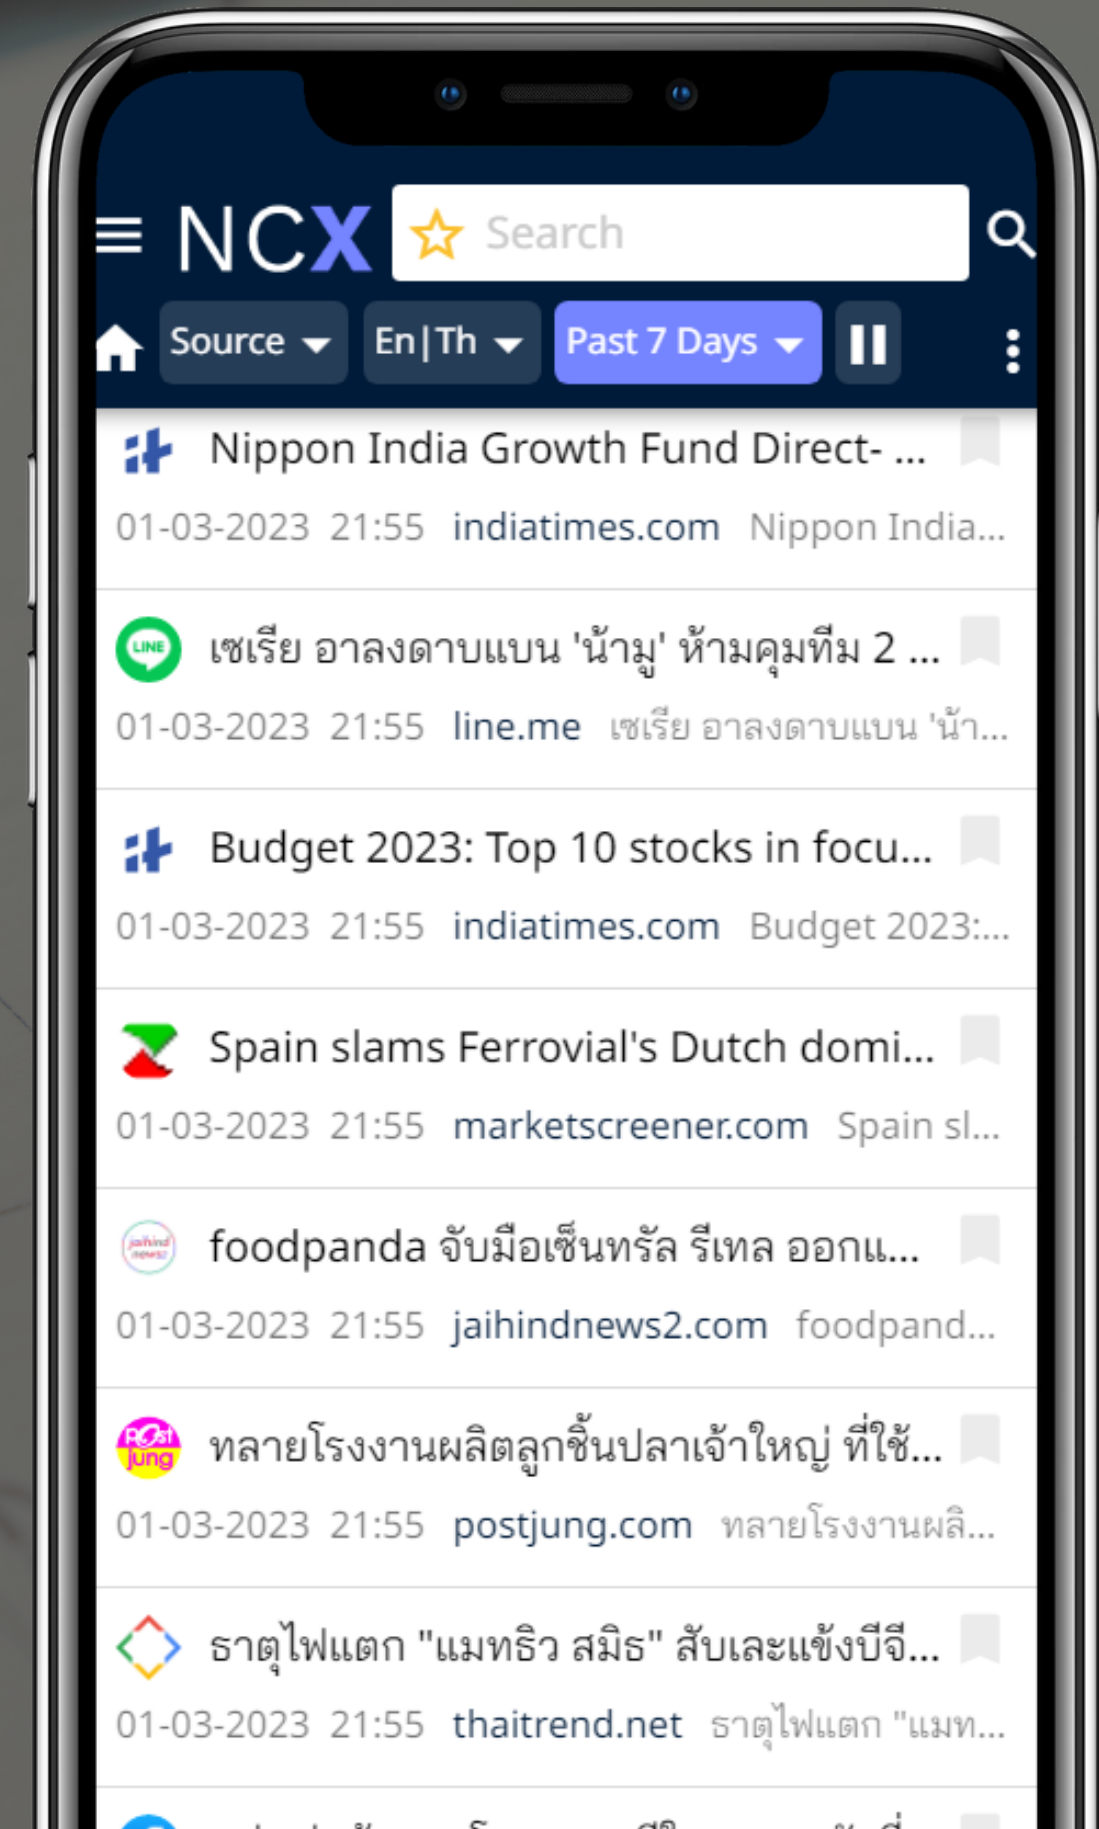 NCX Search
Source En|Th Past 7 Days
Nippon India Growth Fund Direct- ...
01-03-2023 21:55 indiatimes.com Nippon India...
LINE เซเรีย อาลงดาบแบน 'น้ามู' ห้ามคุมทีม 2 ...
01-03-2023 21:55 line.me เซเรีย อาลงดาบแบน 'น้า...
Budget 2023: Top 10 stocks in focu...
01-03-2023 21:55 indiatimes.com Budget 2023:...
Spain slams Ferrovial's Dutch domi...
01-03-2023 21:55 marketscreener.com Spain sl...
jaihind news2 foodpanda จับมือเซ็นทรัล รีเทล ออกแ...
01-03-2023 21:55 jaihindnews2.com foodpand...
post jung ทลายโรงงานผลิตลูกชิ้นปลาเจ้าใหญ่ ที่ใช้...
01-03-2023 21:55 postjung.com ทลายโรงงานผลิ...
ธาตุไฟแตก "แมทธิว สมิธ" สับเละแข้งบีจี...
01-03-2023 21:55 thaitrend.net ธาตุไฟแตก "แมท...